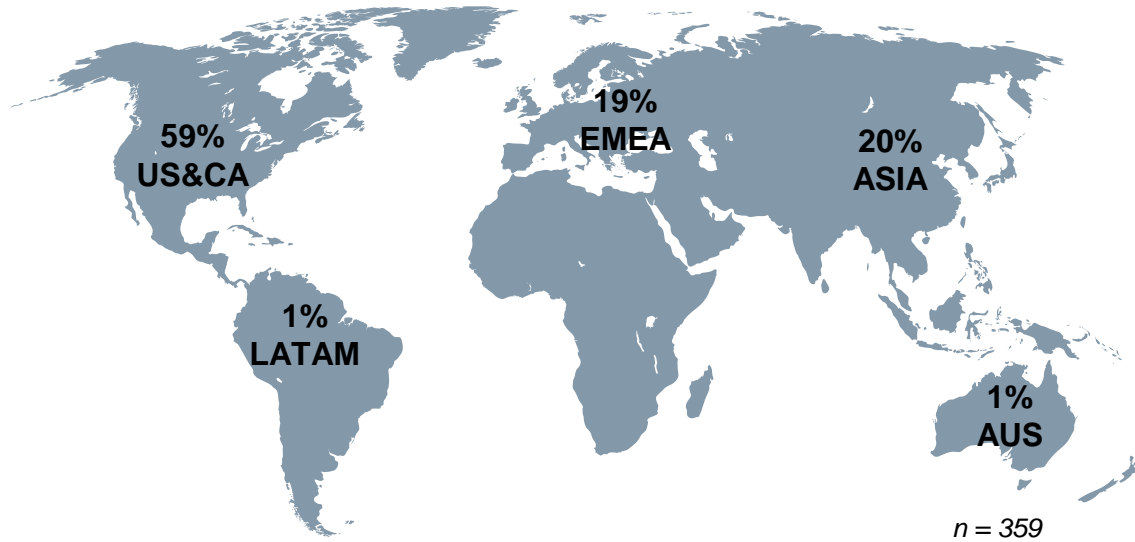 59%
US&CA
19%
EMEA
20%
ASIA
1%
LATAM
1%
AUS
n = 359